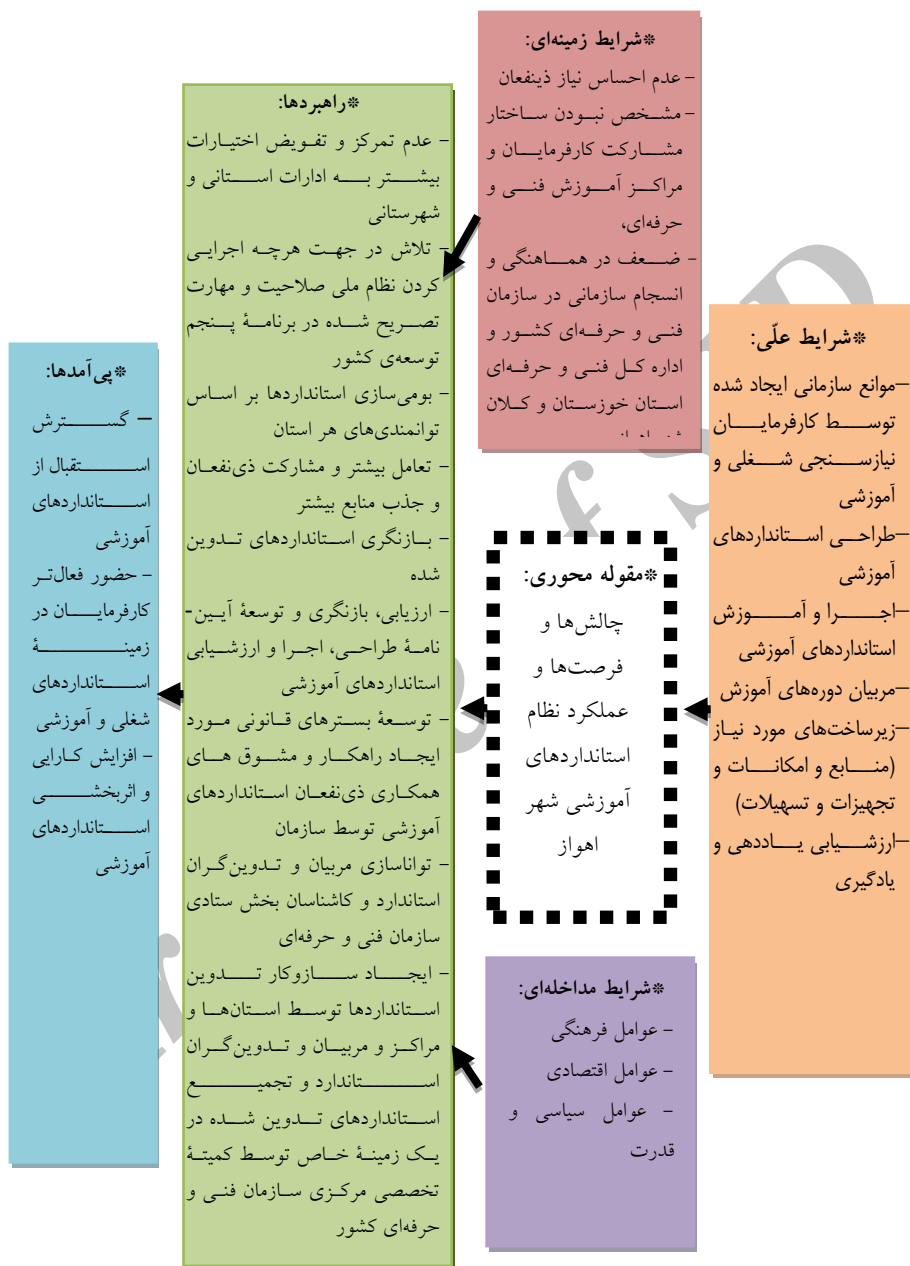 *شرایط زمینه‌ای:
- عدم احساس نیاز ذینفعان
- مشخص نبودن ساختار
مشارکت کارفرمایان و
مراکز آموزش فنی و
حرفه‌ای،
- ضعف در هماهنگی و
انسجام سازمانی در سازمان
فنی و حرفه‌ای کشور و
اداره کل فنی و حرفه‌ای
استان خوزستان و کلان
*شرایط علّی:
–موانع سازمانی ایجاد شده
توسط کارفرمایان
نیازسنجی شغلی و
آموزشی
–طراحی استانداردهای
آموزشی
–اجرا و آموزش
استانداردهای آموزشی
–مربیان دوره‌های آموزش
–زیرساخت‌های مورد نیاز
(منابع و امکانات و
تجهیزات و تسهیلات)
–ارزشیابی یاددهی و
یادگیری
*مقوله محوری:
چالش‌ها و
فرصت‌ها و
عملکرد نظام
استانداردهای
آموزشی شهر
اهواز
*شرایط مداخله‌ای:
- عوامل فرهنگی
- عوامل اقتصادی
- عوامل سیاسی و
قدرت
*راهبردها:
- عدم تمرکز و تفویض اختیارات
بیشتر به ادارات استانی و
شهرستانی
- تلاش در جهت هرچه اجرایی
کردن نظام ملی صلاحیت و مهارت
تصریح شده در برنامهٔ پنجم
توسعه‌ی کشور
- بومی‌سازی استانداردها بر اساس
توانمندی‌های هر استان
- تعامل بیشتر و مشارکت ذی‌نفعان
و جذب منابع بیشتر
- بازنگری استانداردهای تدوین
شده
- ارزیابی، بازنگری و توسعهٔ آیین-
نامهٔ طراحی، اجرا و ارزشیابی
استانداردهای آموزشی
- توسعهٔ بسترهای قانونی مورد
ایجاد راهکار و مشوق های
همکاری ذی‌نفعان استانداردهای
آموزشی توسط سازمان
- تواناسازی مربیان و تدوین‌گران
استاندارد و کاشناسان بخش ستادی
سازمان فنی و حرفه‌ای
- ایجاد سازوکار تدوین
استانداردها توسط استان‌ها و
مراکز و مربیان و تدوین‌گران
استاندارد و تجمیع
استانداردهای تدوین شده در
یک زمینهٔ خاص توسط کمیتهٔ
تخصصی مرکزی سازمان فنی و
حرفه‌ای کشور
*پی‌آمدها:
– گسترش
استقبال از
استانداردهای
آموزشی
- حضور فعال‌تر
کارفرمایان در
زمینهٔ
استانداردهای
شغلی و آموزشی
- افزایش کارایی
و اثربخشی
استانداردهای
آموزشی